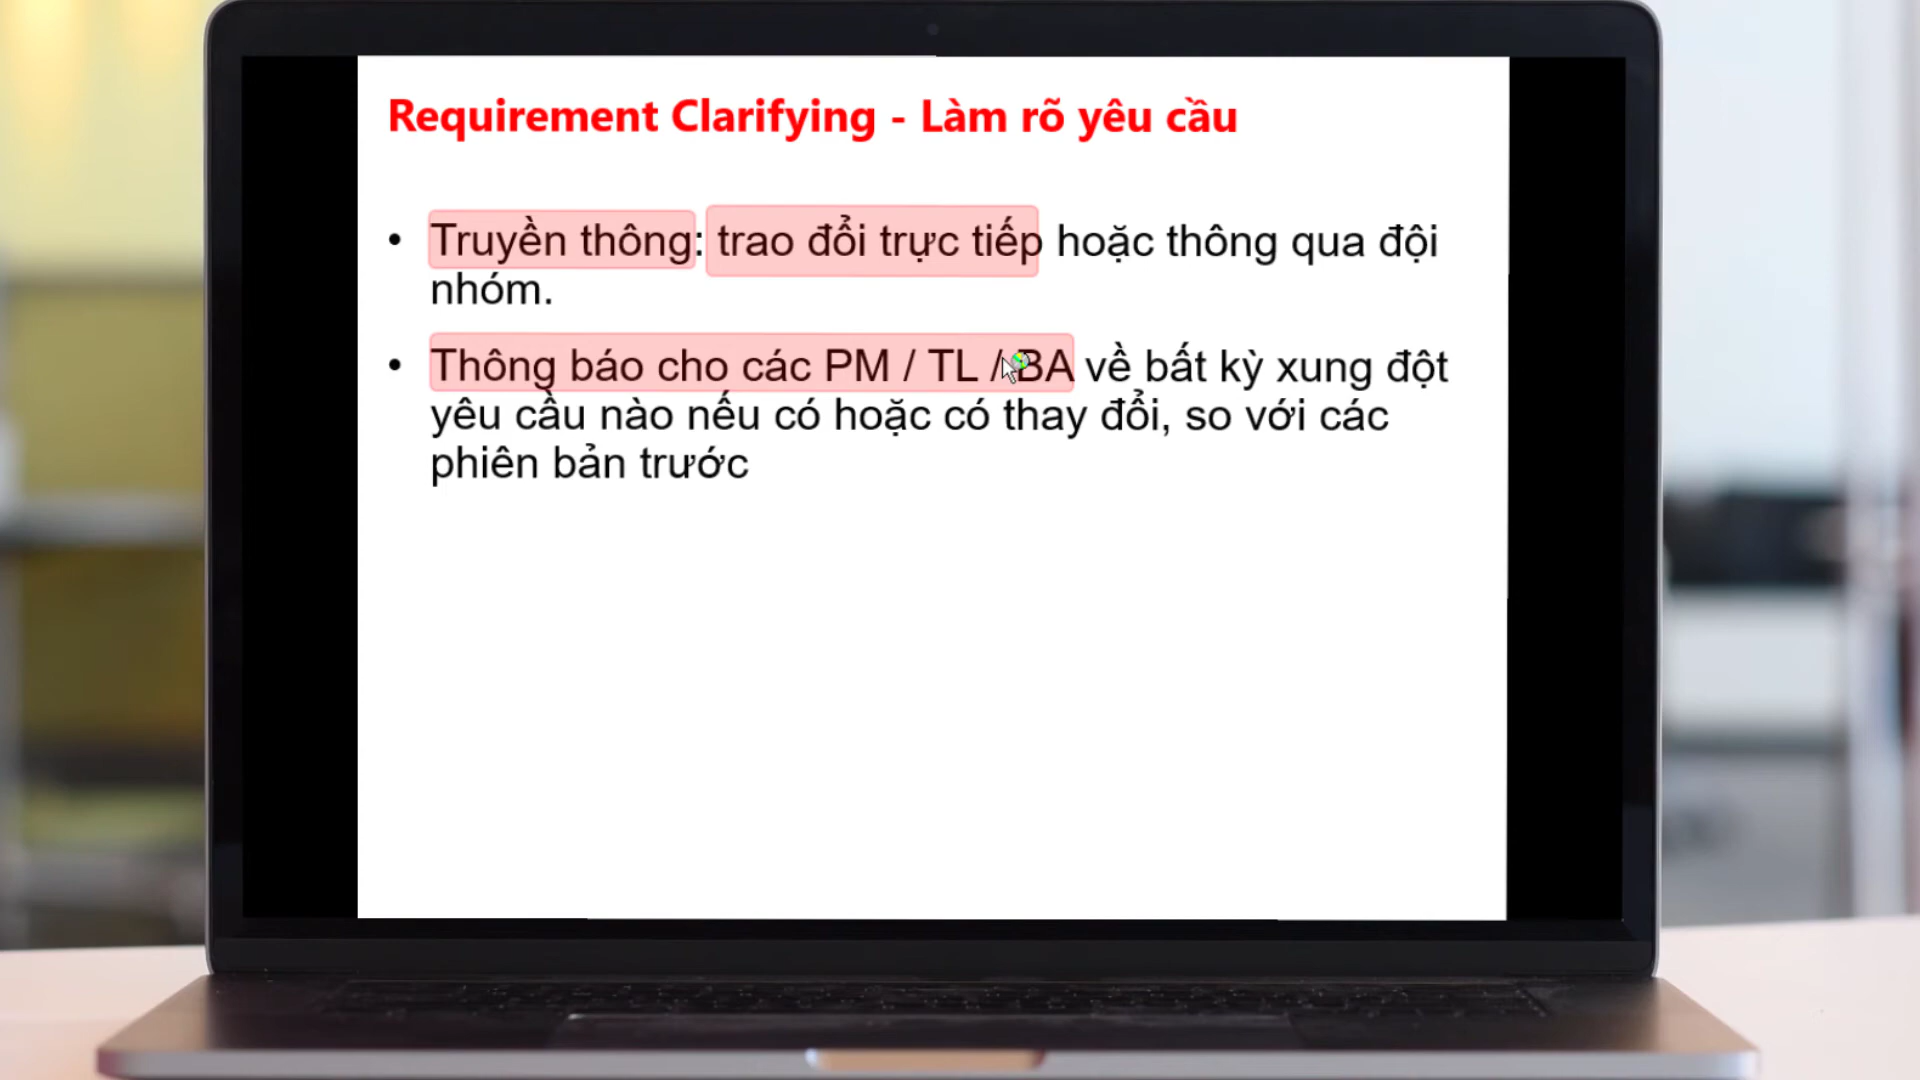 Requirement Clarifying - Làm rõ yêu cầu
• Truyền thông: trao đổi trực tiếp hoặc thông qua đội
nhóm.
• Thông báo cho các PM / TL / BA về bất kỳ xung đột
yêu cầu nào nếu có hoặc có thay đổi, so với các
phiên bản trước